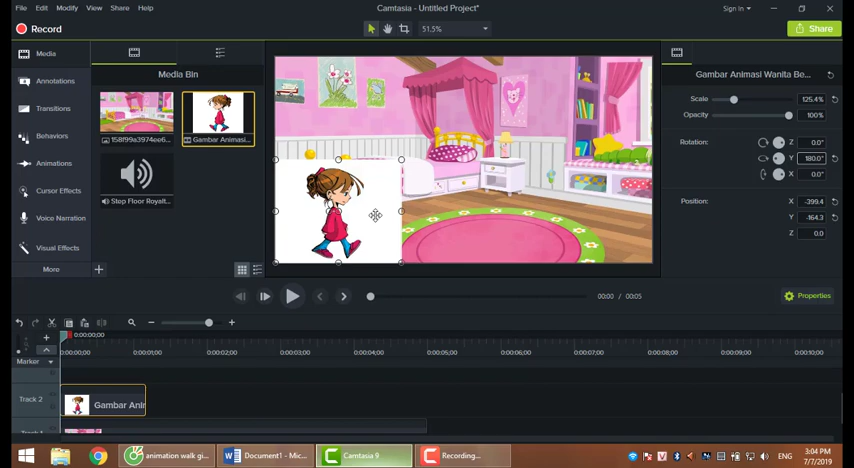 File Edit Modify View Share Help
Camtasia - Untitled Project*
Sign In
Record
51.5%
Share
Media
Annotations
Transitions
Behaviors
Animations
Cursor Effects
Voice Narration
Visual Effects
More
Media Bin
158f99a3974ee6...
Gambar Animasi...
Step Floor Royalt...
Gambar Animasi Wanita Be...
Scale 125.4%
Opacity 100%
Rotation: Z 0.0°
Y 180.0°
X 0.0°
Position: X -399.4
Y -164.3
Z 0.0
00:00 / 00:05
Properties
0:00:00;00
Marker
0:00:00;00 0:00:01;00 0:00:02;00 0:00:03;00 0:00:04;00 0:00:05;00 0:00:06;00 0:00:07;00 0:00:08;00 0:00:09;00 0:00:10;00
Track 2
Gambar Anim
Track 1
animation walk gi...
Document1 - Mic...
Camtasia 9
Recording...
ENG
3:04 PM
7/7/2019